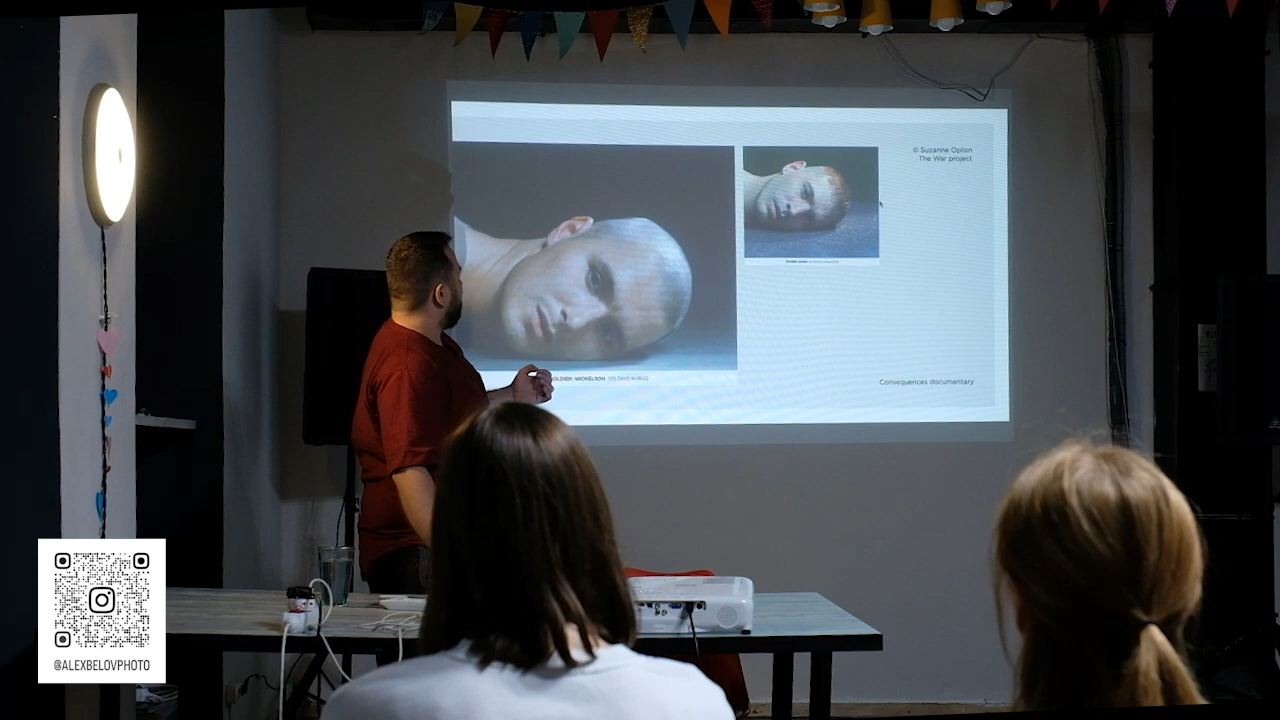 © Suzanne Opton
The War project
SOLDIER: MICKELSON
Consequences documentary
@ALEXBELOVPHOTO